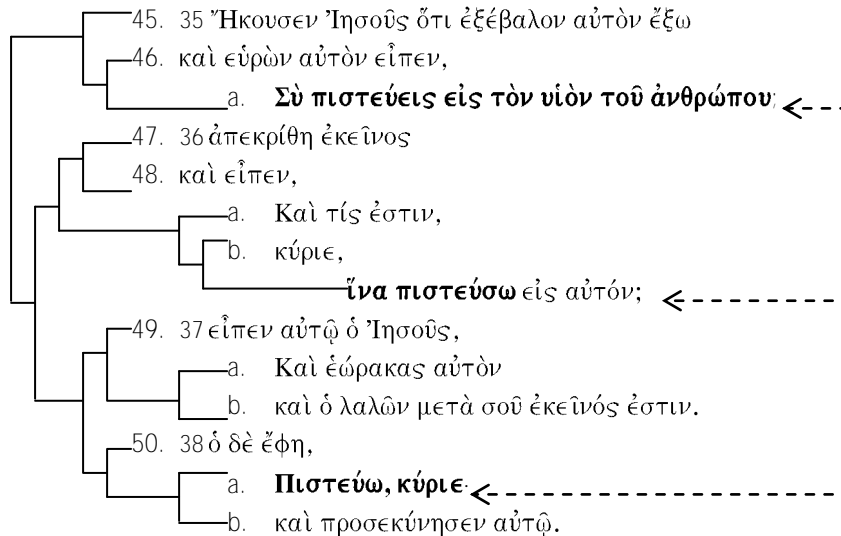 45. 35 Ἤκουσεν Ἰησοῦς ὅτι ἐξέβαλον αὐτὸν ἔξω
46. καὶ εὑρὼν αὐτὸν εἶπεν,
a. Σὺ πιστεύεις εἰς τὸν υἱὸν τοῦ ἀνθρώπου;
47. 36 ἀπεκρίθη ἐκεῖνος
48. καὶ εἶπεν,
a. Καὶ τίς ἐστιν,
b. κύριε,
ἵνα πιστεύσω εἰς αὐτόν;
49. 37 εἶπεν αὐτῷ ὁ Ἰησοῦς,
a. Καὶ ἑώρακας αὐτὸν
b. καὶ ὁ λαλῶν μετὰ σοῦ ἐκεῖνός ἐστιν.
50. 38 ὁ δὲ ἔφη,
a. Πιστεύω, κύριε·
b. καὶ προσεκύνησεν αὐτῷ.